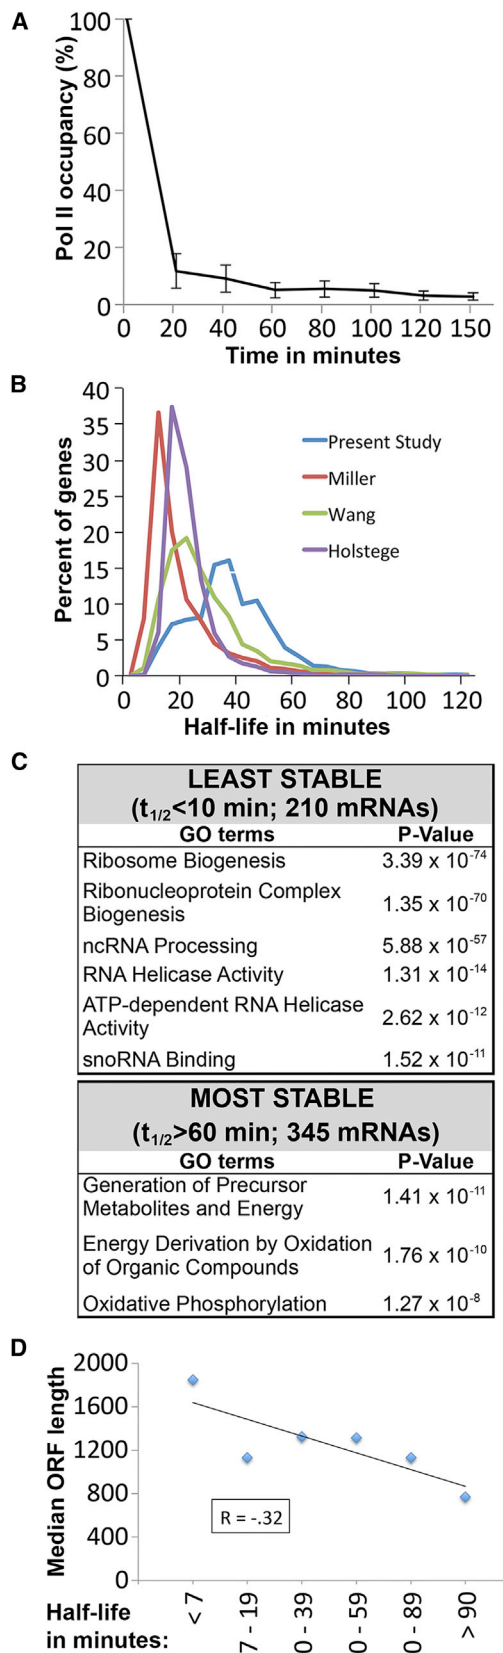 A
Pol II occupancy (%)
100
80
60
40
20
0
0 20 40 60 80 100 120 150
Time in minutes
B
Percent of genes
40
35
30
25
20
15
10
5
0
Present Study
Miller
Wang
Holstege
0 20 40 60 80 100 120
Half-life in minutes
C
LEAST STABLE
(t1/2<10 min; 210 mRNAs)
GO terms P-Value
Ribosome Biogenesis 3.39 x 10-74
Ribonucleoprotein Complex
Biogenesis 1.35 x 10-70
ncRNA Processing 5.88 x 10-57
RNA Helicase Activity 1.31 x 10-14
ATP-dependent RNA Helicase
Activity 2.62 x 10-12
snoRNA Binding 1.52 x 10-11
MOST STABLE
(t1/2>60 min; 345 mRNAs)
GO terms P-Value
Generation of Precursor
Metabolites and Energy 1.41 x 10-11
Energy Derivation by Oxidation
of Organic Compounds 1.76 x 10-10
Oxidative Phosphorylation 1.27 x 10-8
D
Median ORF length
2000
1600
1200
800
400
0
R = -.32
Half-life
in minutes:
< 7
7 - 19
0 - 39
0 - 59
0 - 89
> 90